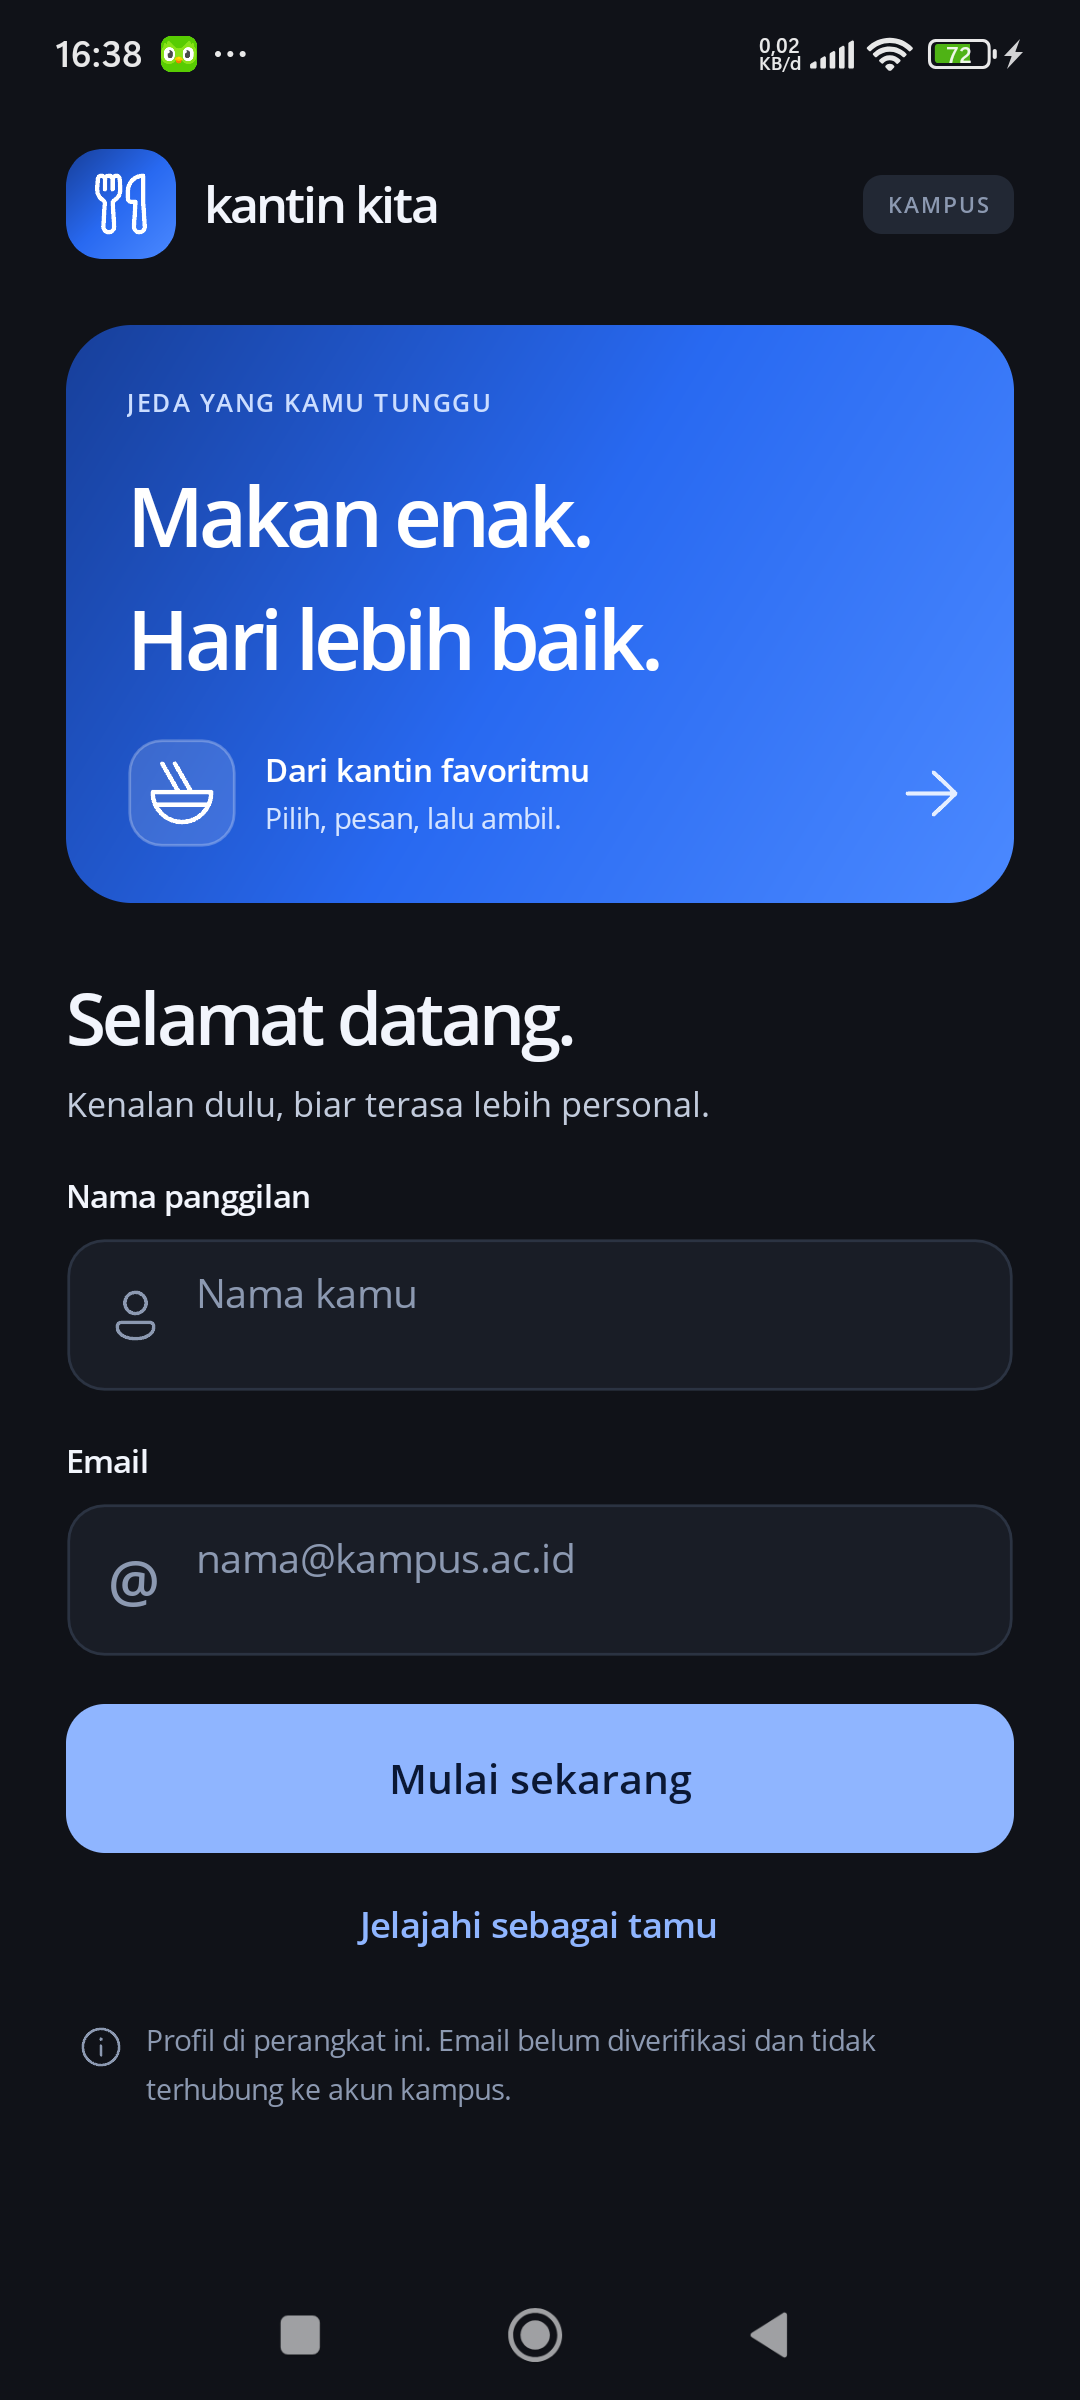 16:38
0,02
KB/d
72
kantin kita
KAMPUS
JEDA YANG KAMU TUNGGU
Makan enak.
Hari lebih baik.
Dari kantin favoritmu
Pilih, pesan, lalu ambil.
Selamat datang.
Kenalan dulu, biar terasa lebih personal.
Nama panggilan
Nama kamu
Email
@ nama@kampus.ac.id
Mulai sekarang
Jelajahi sebagai tamu
Profil di perangkat ini. Email belum diverifikasi dan tidak
terhubung ke akun kampus.